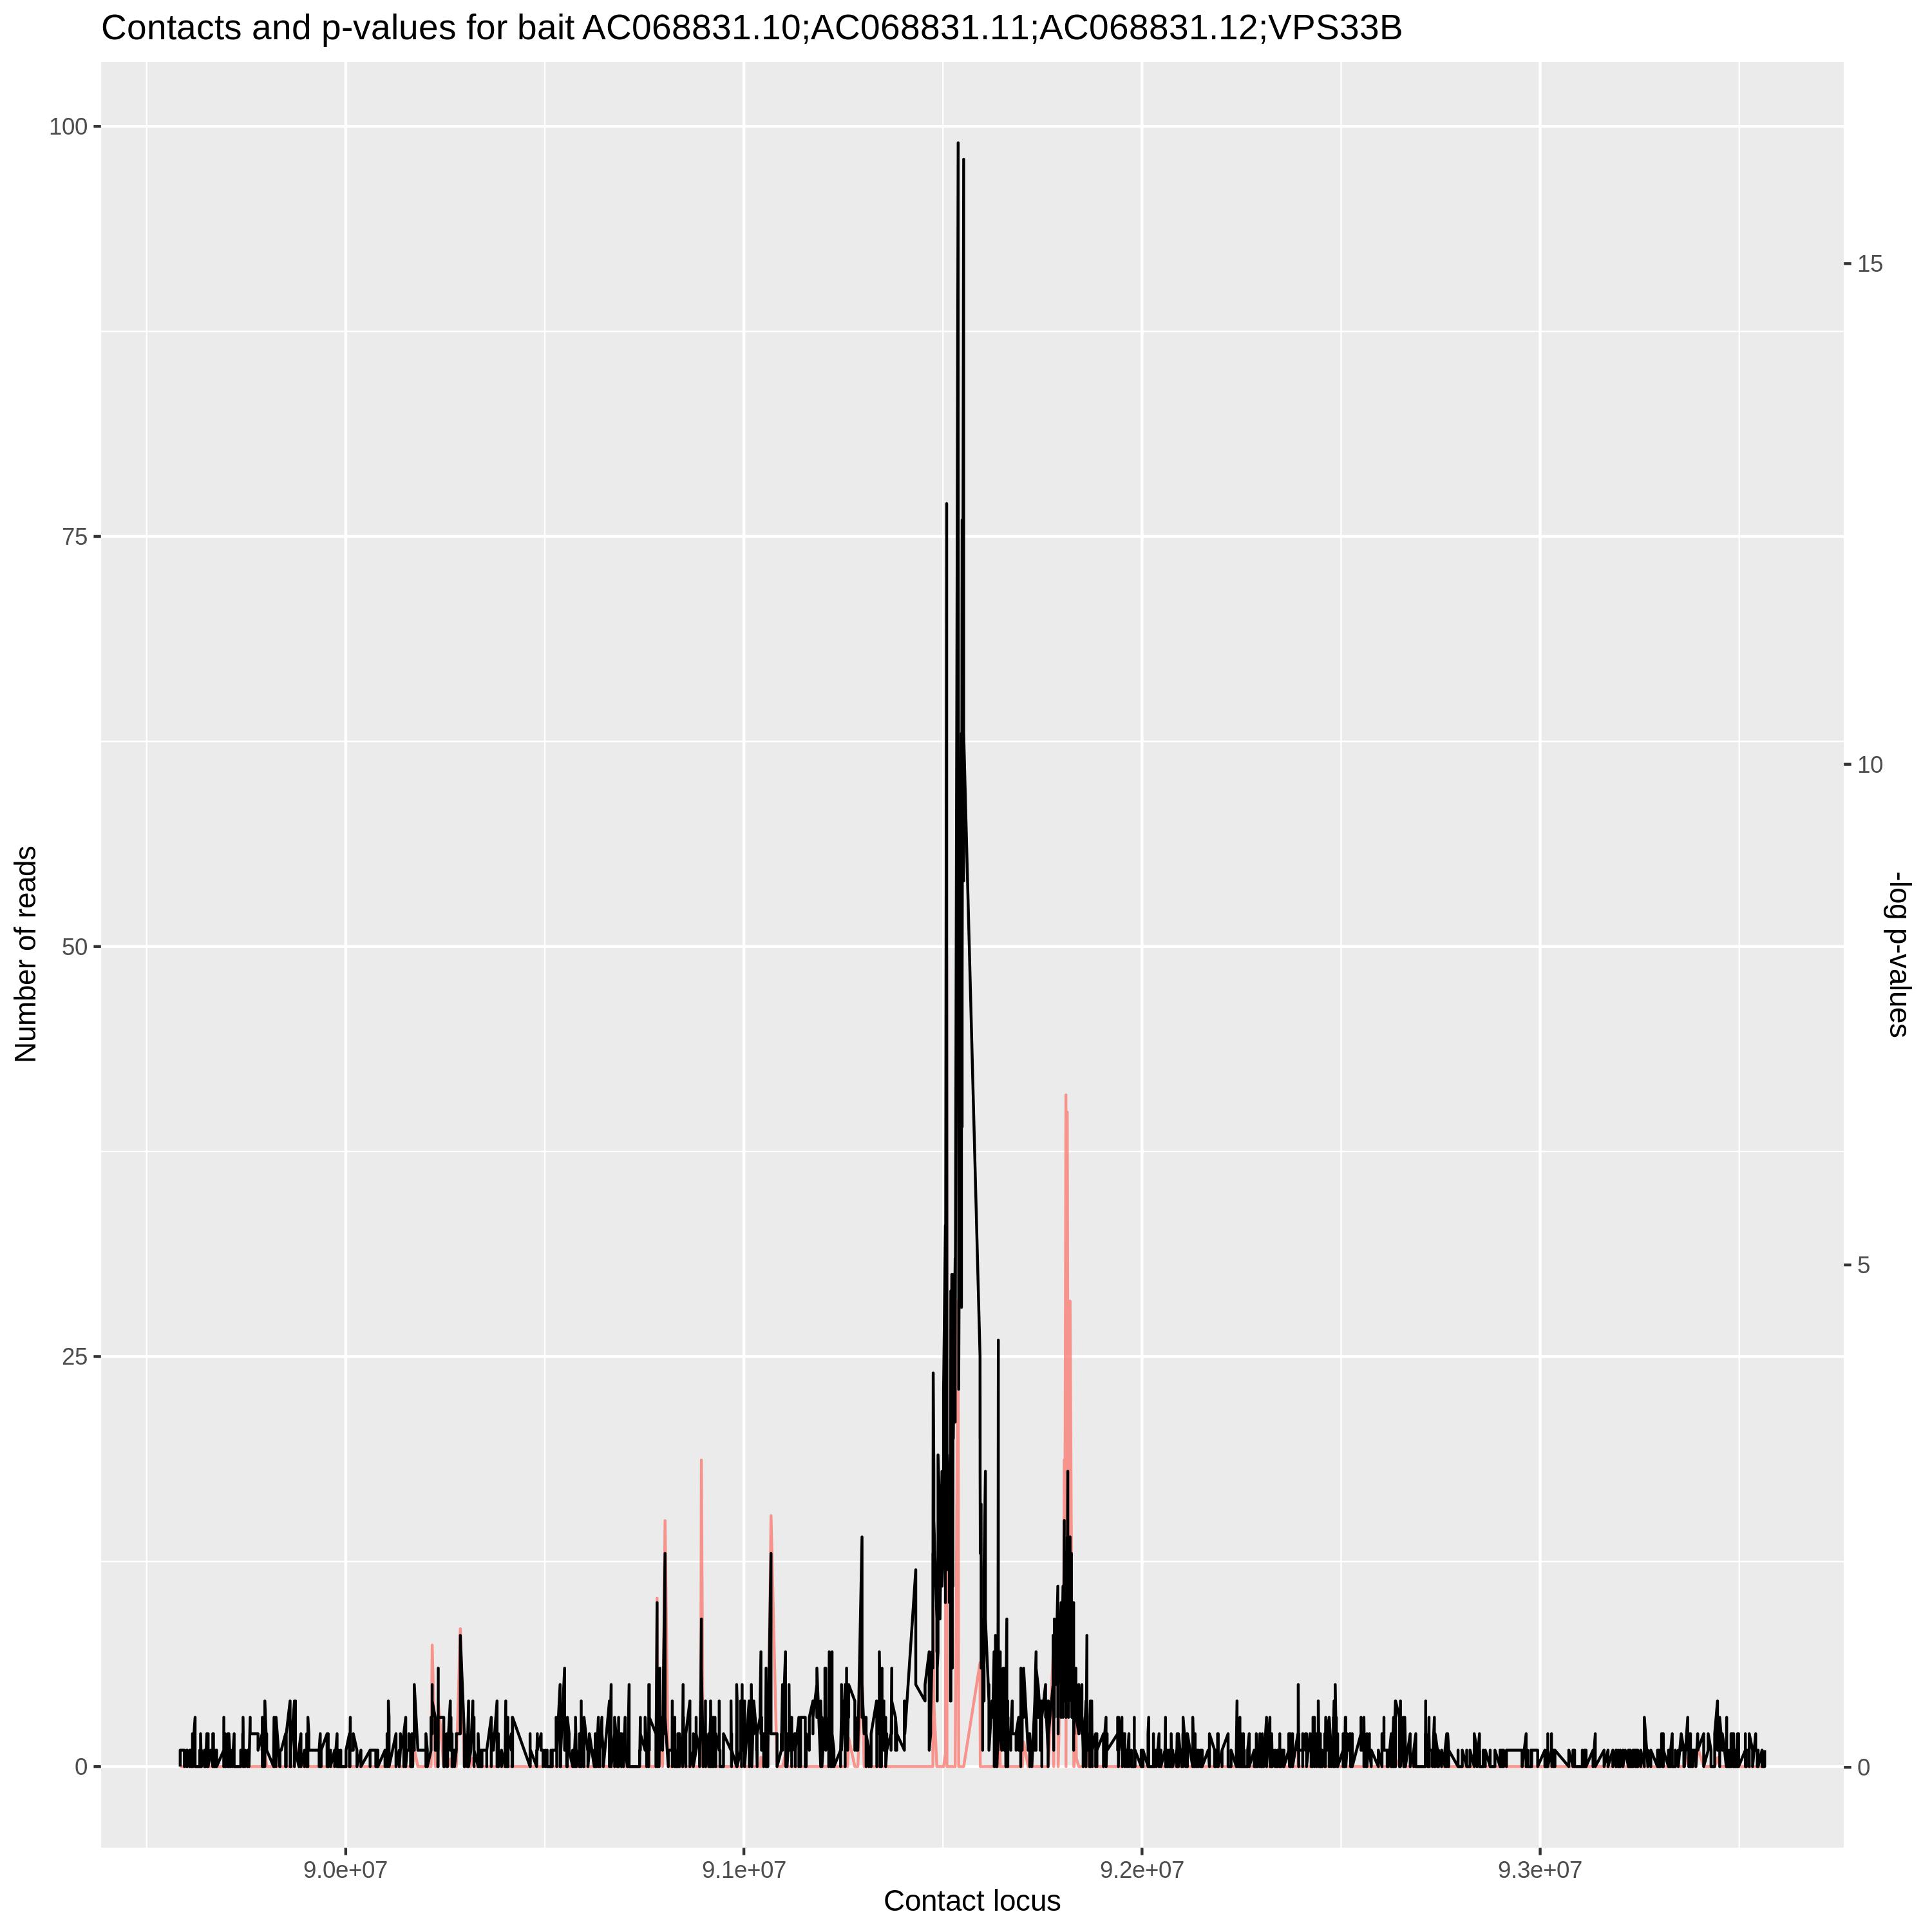 Contacts and p-values for bait AC068831.10;AC068831.11;AC068831.12;VPS33B
100
75
50
25
0
Number of reads
15
10
5
0
-log p-values
9.0e+07
9.1e+07
9.2e+07
9.3e+07
Contact locus